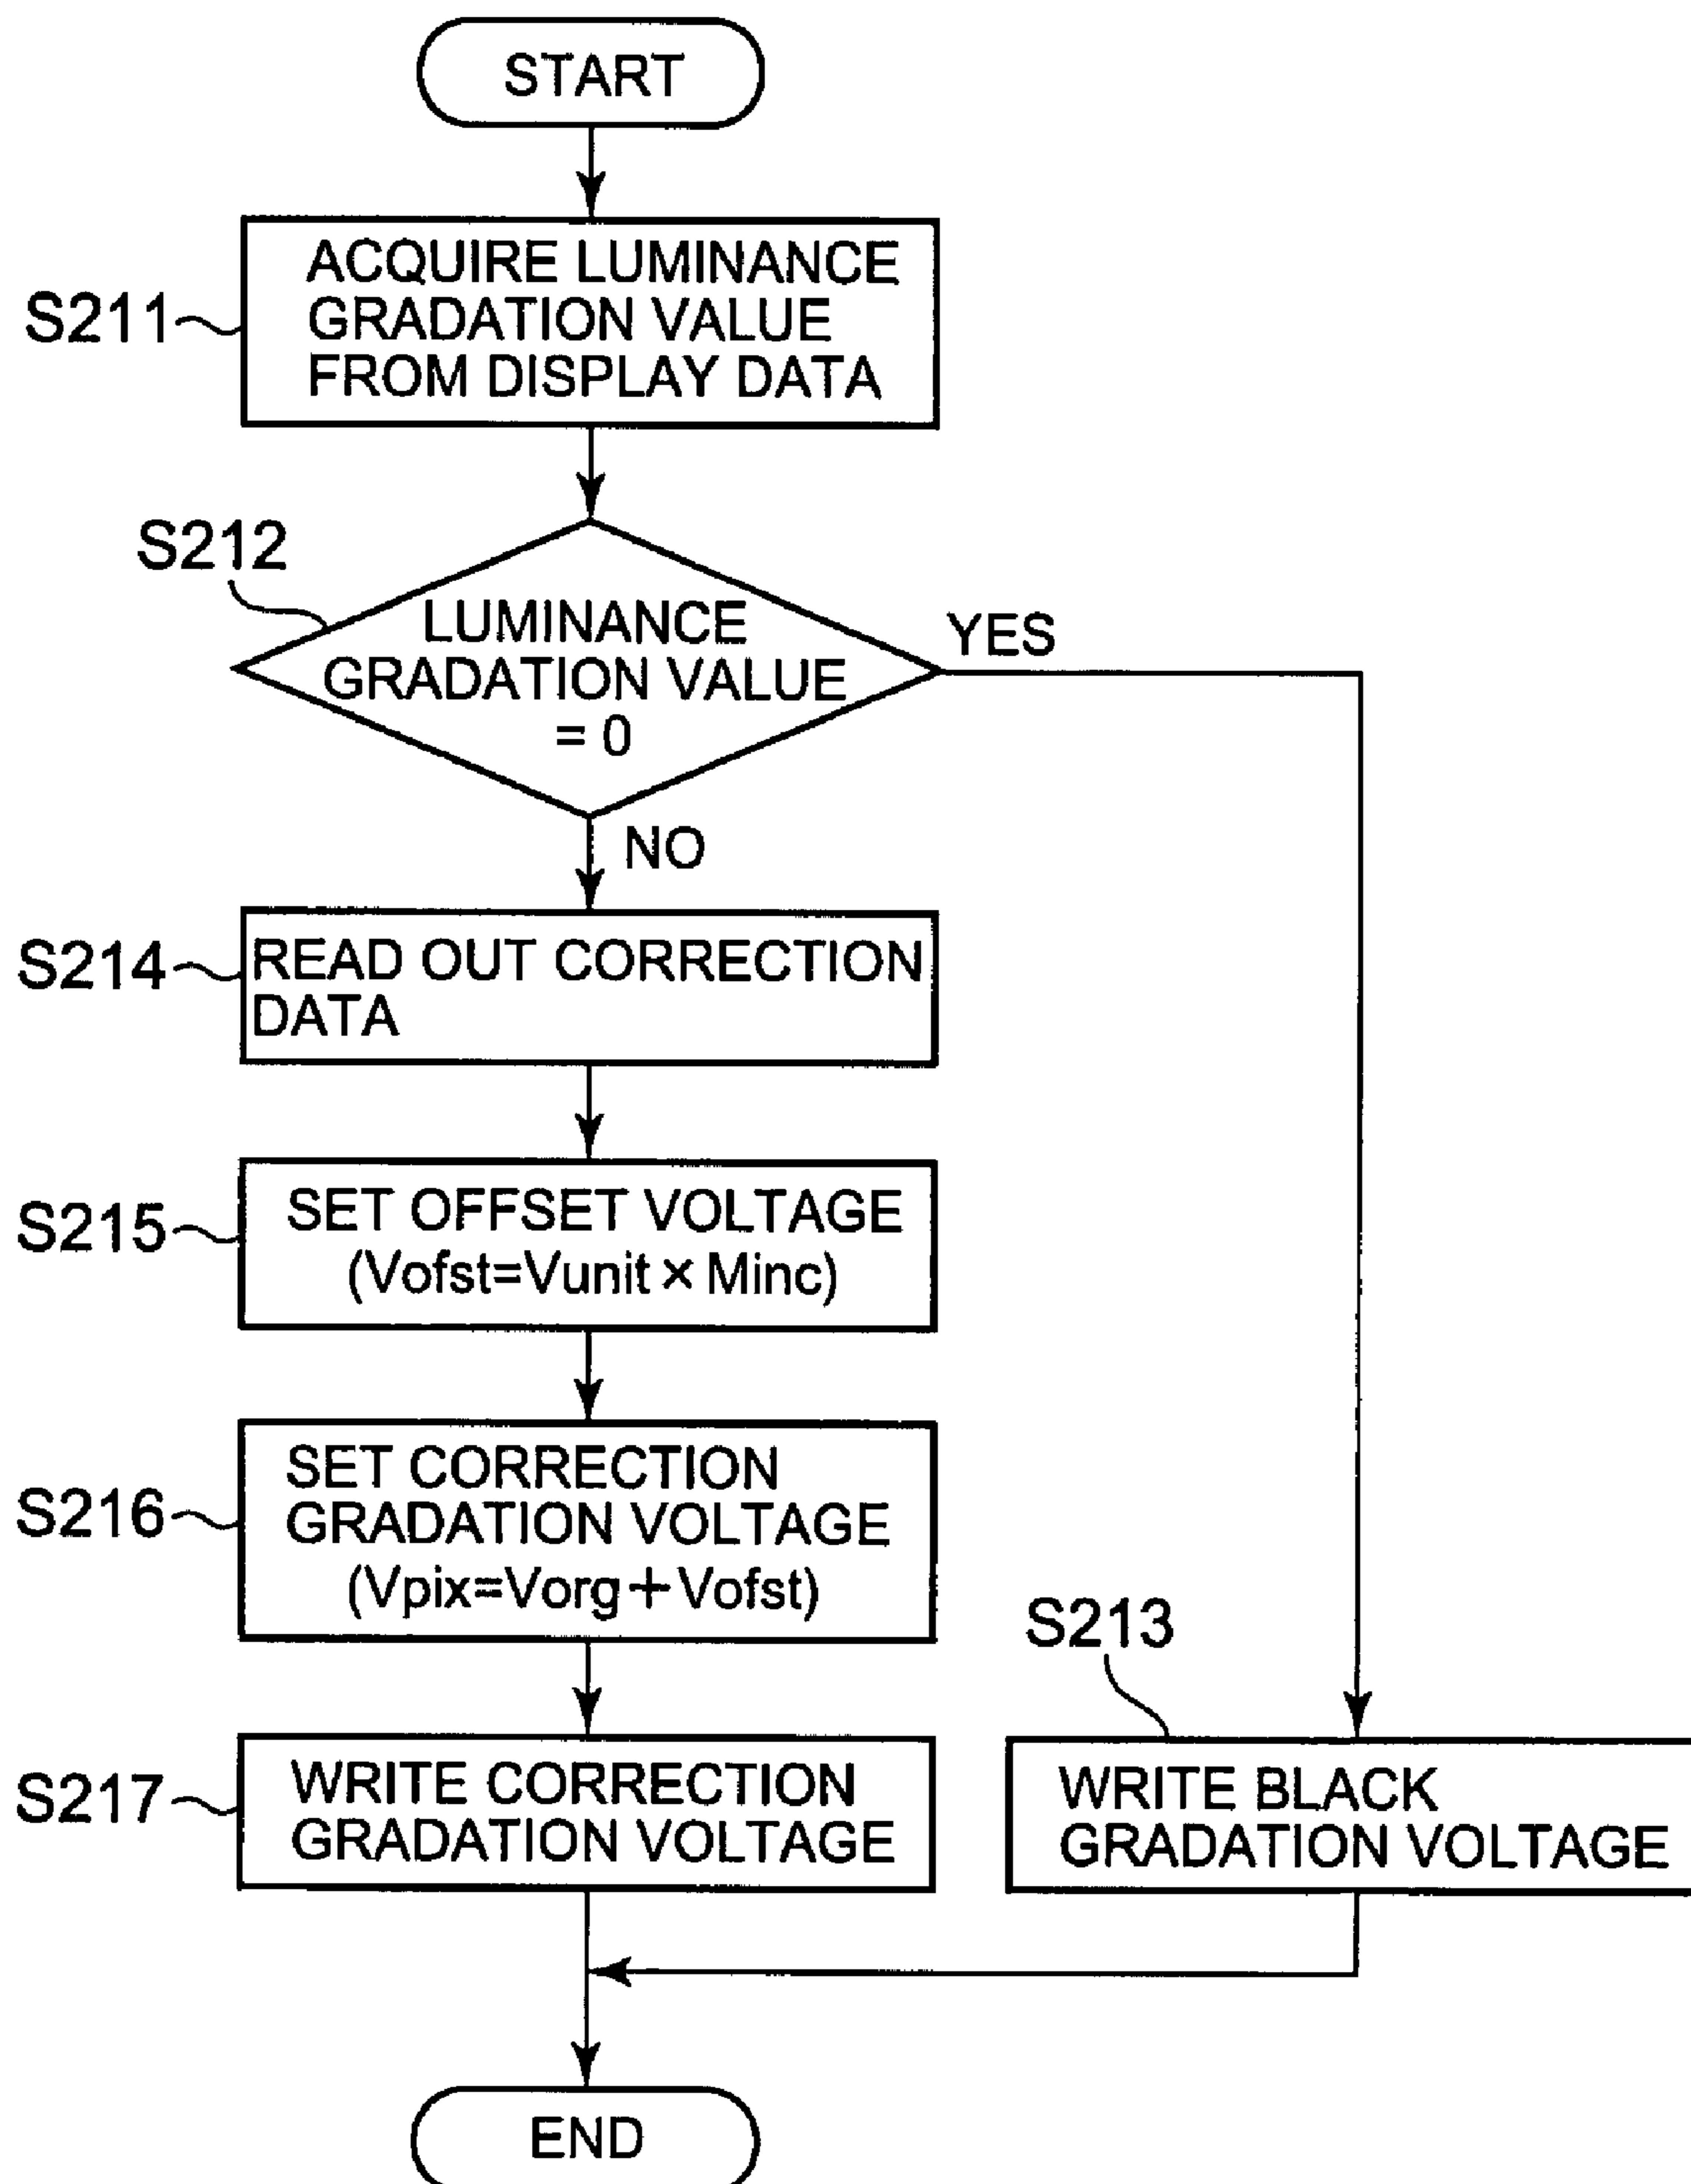 START
S211
ACQUIRE LUMINANCE
GRADATION VALUE
FROM DISPLAY DATA
S212
LUMINANCE
GRADATION VALUE
= 0
YES
NO
S214
READ OUT CORRECTION
DATA
S215
SET OFFSET VOLTAGE
(Vofst=Vunit × Minc)
S216
SET CORRECTION
GRADATION VOLTAGE
(Vpix=Vorg+Vofst)
S213
S217
WRITE CORRECTION
GRADATION VOLTAGE
WRITE BLACK
GRADATION VOLTAGE
END